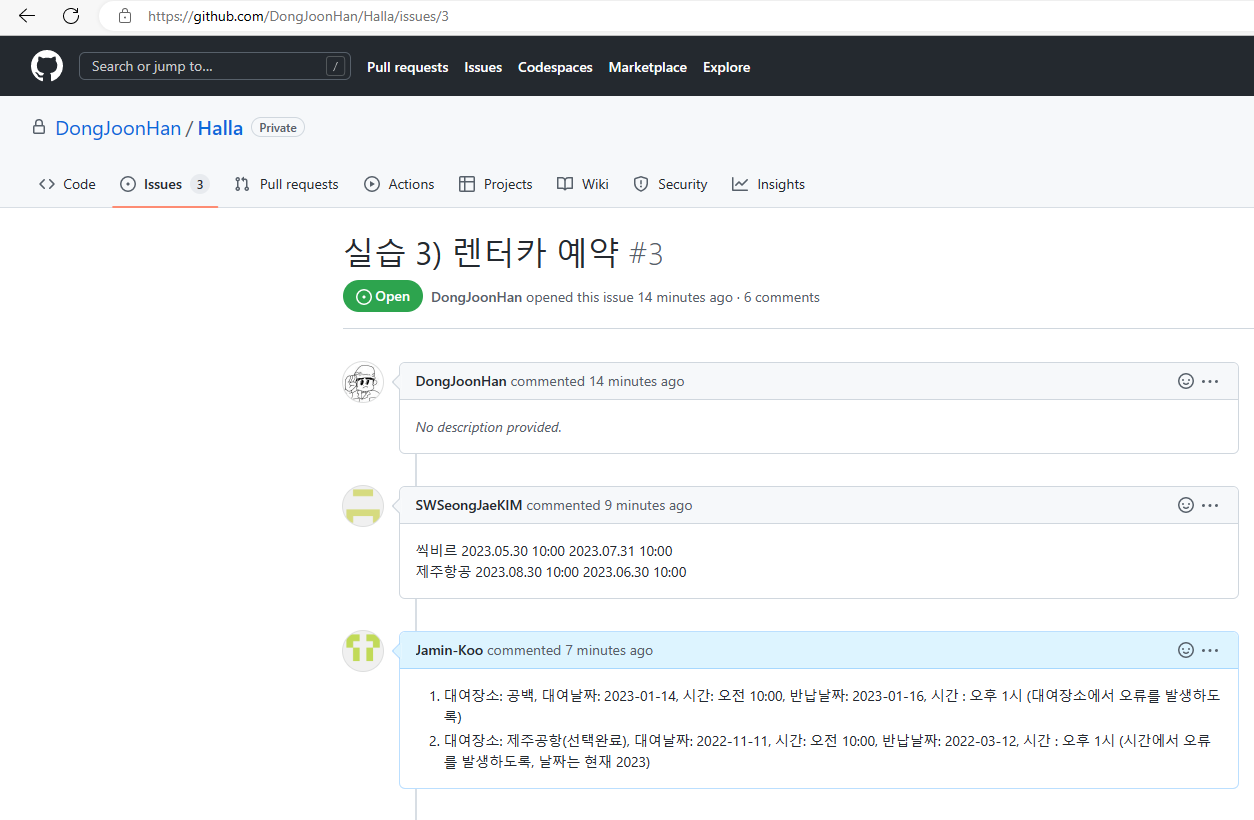 https://github.com/DongJoonHan/Halla/issues/3
Search or jump to... / Pull requests Issues Codespaces Marketplace Explore
DongJoonHan / Halla Private
Code Issues 3 Pull requests Actions Projects Wiki Security Insights
실습 3) 렌터카 예약 #3
Open DongJoonHan opened this issue 14 minutes ago · 6 comments
DongJoonHan commented 14 minutes ago
No description provided.
SWSeongJaeKIM commented 9 minutes ago
씩비르 2023.05.30 10:00 2023.07.31 10:00
제주항공 2023.08.30 10:00 2023.06.30 10:00
Jamin-Koo commented 7 minutes ago
1. 대여장소: 공백, 대여날짜: 2023-01-14, 시간: 오전 10:00, 반납날짜: 2023-01-16, 시간 : 오후 1시 (대여장소에서 오류를 발생하도
록)
2. 대여장소: 제주공항(선택완료), 대여날짜: 2022-11-11, 시간: 오전 10:00, 반납날짜: 2022-03-12, 시간 : 오후 1시 (시간에서 오류
를 발생하도록, 날짜는 현재 2023)